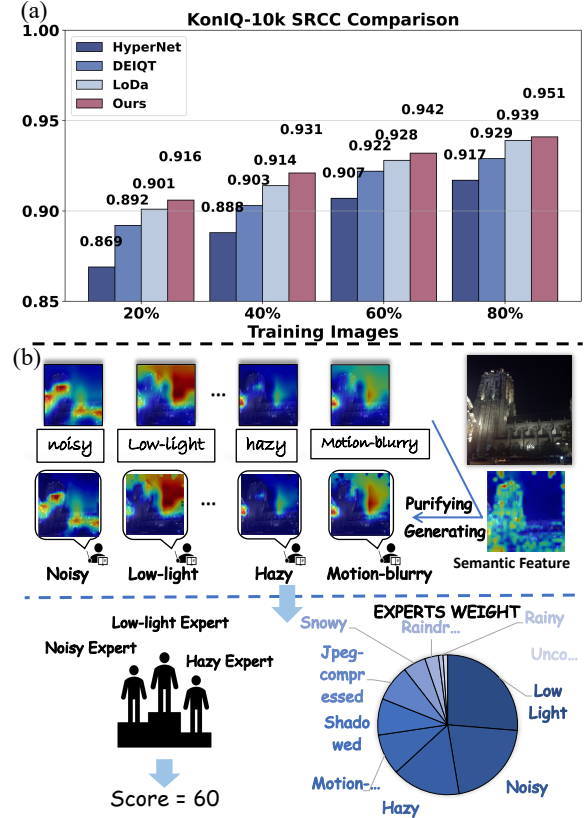 (a)
KonIQ-10k SRCC Comparison
1.00
0.95
0.90
0.85
HyperNet
DEIQT
LoDa
Ours
0.869
0.892
0.901
0.916
0.888
0.903
0.914
0.931
0.907
0.922
0.928
0.942
0.917
0.929
0.939
0.951
20%
40%
60%
80%
Training Images
(b)
...
noisy
Low-light
hazy
Motion-blurry
...
Purifying
Generating
Noisy
Low-light
Hazy
Motion-blurry
Semantic Feature
Low-light Expert
Noisy Expert
Hazy Expert
Score = 60
EXPERTS WEIGHT
Snowy
Raindr...
Rainy
Unco...
Jpeg-
compr
essed
Low
Light
Shado
wed
Motion-...
Hazy
Noisy